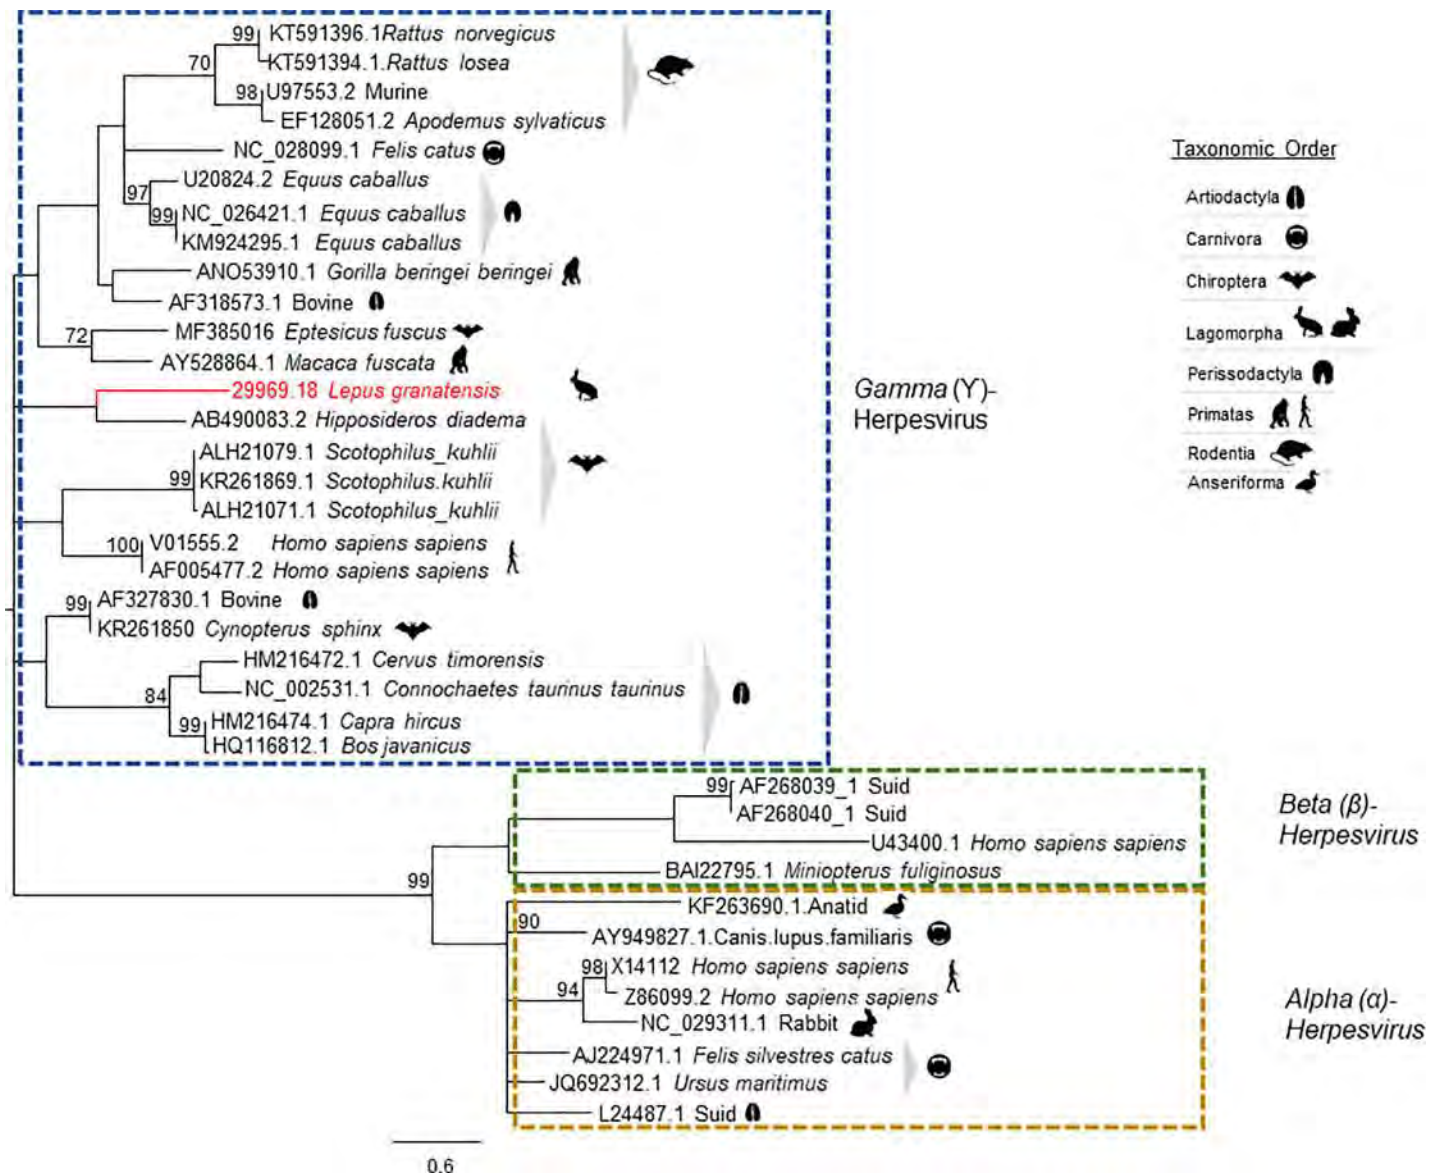 99
KT591396.1Rattus norvegicus
KT591394.1.Rattus losea
70
98
U97553.2 Murine
EF128051.2 Apodemus sylvaticus
NC_028099.1 Felis catus
U20824.2 Equus caballus
97
99
NC_026421.1 Equus caballus
KM924295.1 Equus caballus
ANO53910.1 Gorilla beringei beringei
AF318573.1 Bovine
72
MF385016 Eptesicus fuscus
AY528864.1 Macaca fuscata
29969.18 Lepus granatensis
AB490083.2 Hipposideros diadema
ALH21079.1 Scotophilus_kuhlii
99
KR261869.1 Scotophilus.kuhlii
ALH21071.1 Scotophilus_kuhlii
100
V01555.2 Homo sapiens sapiens
AF005477.2 Homo sapiens sapiens
99
AF327830.1 Bovine
KR261850 Cynopterus sphinx
HM216472.1 Cervus timorensis
NC_002531.1 Connochaetes taurinus taurinus
84
99
HM216474.1 Capra hircus
HQ116812.1 Bos javanicus
Gamma (ϒ)-
Herpesvirus
Taxonomic Order
Artiodactyla
Carnivora
Chiroptera
Lagomorpha
Perissodactyla
Primatas
Rodentia
Anseriforma
99
99
AF268039_1 Suid
AF268040_1 Suid
U43400.1 Homo sapiens sapiens
BAI22795.1 Miniopterus fuliginosus
Beta (β)-
Herpesvirus
KF263690.1.Anatid
90
AY949827.1.Canis.lupus.familiaris
98
X14112 Homo sapiens sapiens
94
Z86099.2 Homo sapiens sapiens
NC_029311.1 Rabbit
AJ224971.1 Felis silvestres catus
JQ692312.1 Ursus maritimus
L24487.1 Suid
Alpha (α)-
Herpesvirus
0.6